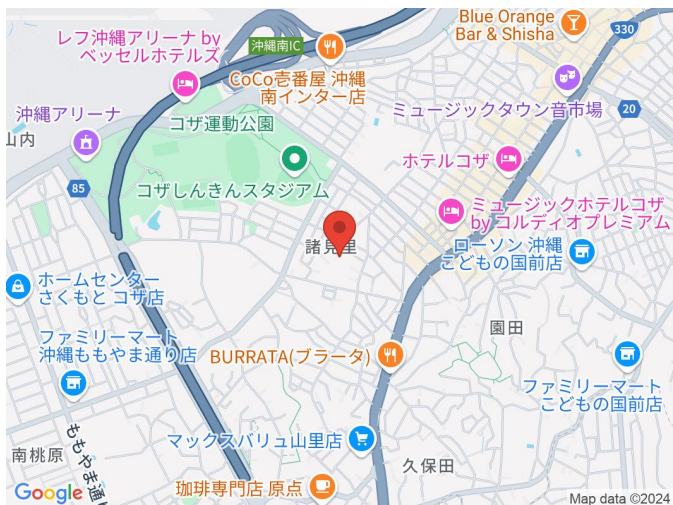 Blue Orange
Bar & Shisha
330
レフ沖縄アリーナ by
ベッセルホテルズ
沖縄南IC
CoCo壱番屋 沖縄
南インター店
ミュージックタウン音市場
20
沖縄アリーナ
山内
コザ運動公園
ホテルコザ
85
コザしんきんスタジアム
ミュージックホテルコザ
by コルディオプレミアム
諸見里
ローソン 沖縄
こどもの国前店
ホームセンター
さくもと コザ店
園田
ファミリーマート
沖縄ももやま通り店
BURRATA(ブラータ)
ファミリーマート
こどもの国前店
マックスバリュ山里店
南桃原
ももやま通り
久保田
珈琲専門店 原点
Google
Map data ©2024